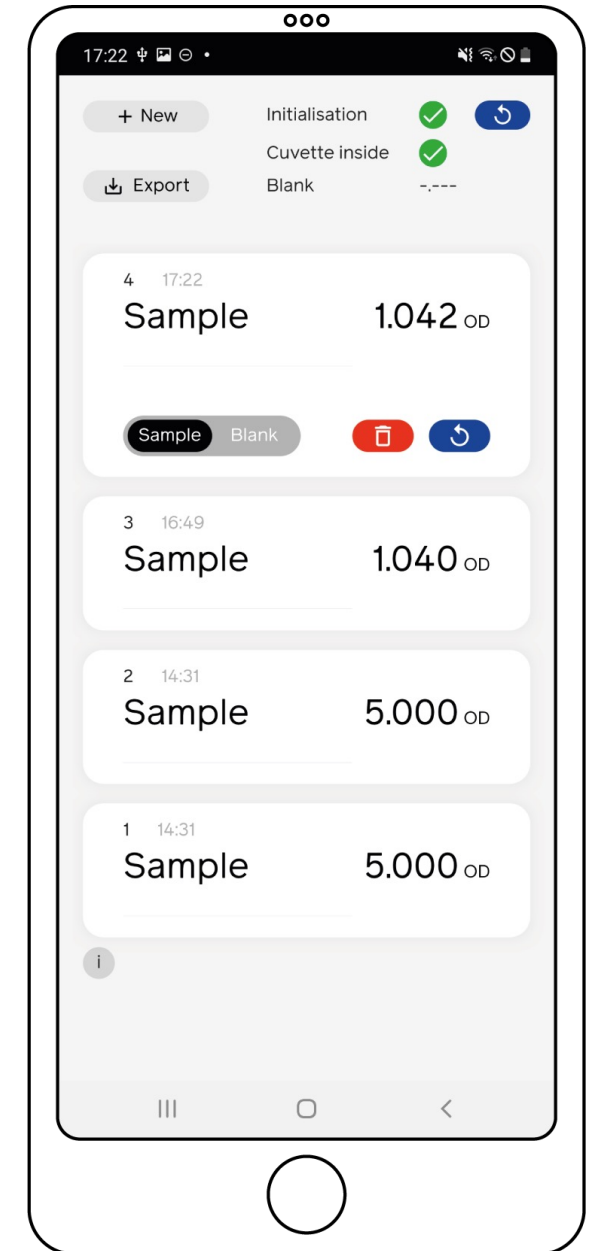 17:22
+ New
Initialisation
Cuvette inside
Export
Blank
-.---
4 17:22
Sample 1.042 OD
Sample Blank
3 16:49
Sample 1.040 OD
2 14:31
Sample 5.000 OD
1 14:31
Sample 5.000 OD
i